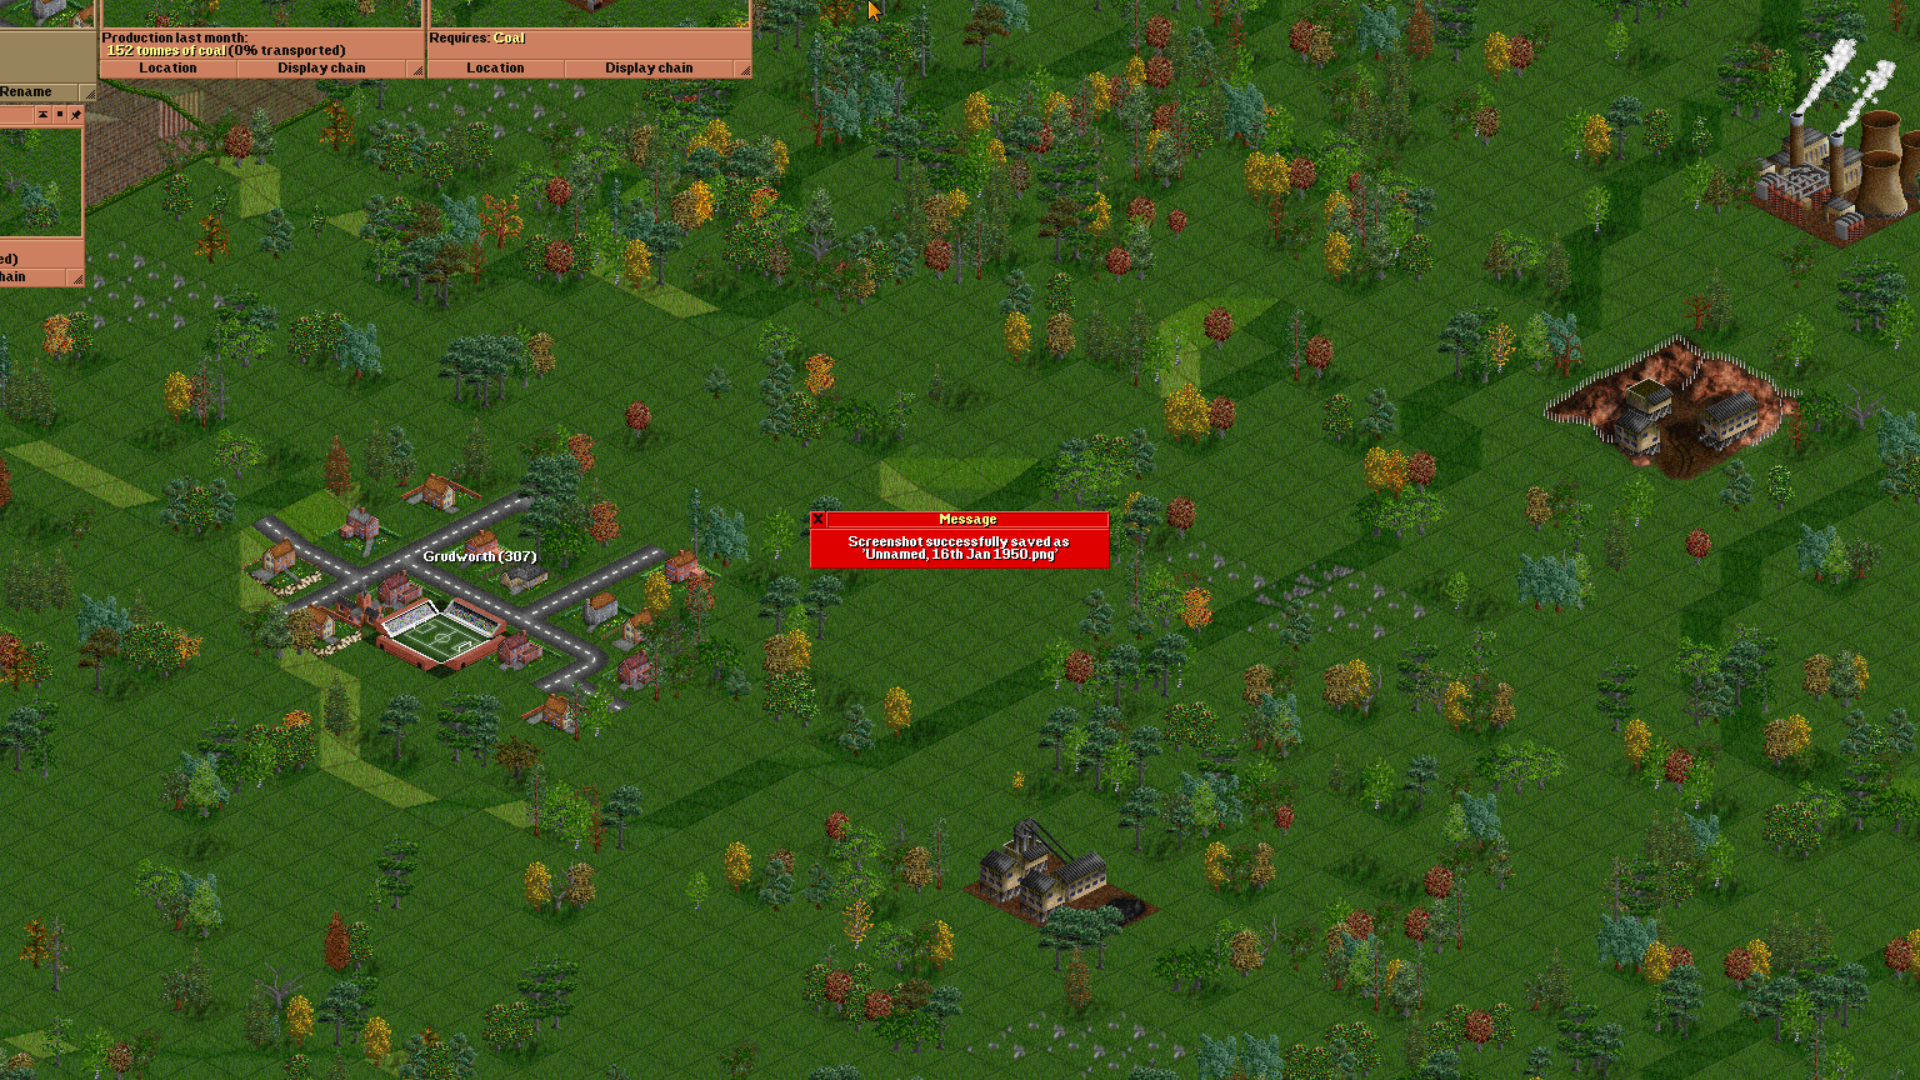 Production last month:
152 tonnes of coal (0% transported)
Location
Display chain
Requires: Coal
Location
Display chain
Rename
ed)
hain
Message
Screenshot successfully saved as
'Unnamed, 16th Jan 1950.png'
Grudworth (307)